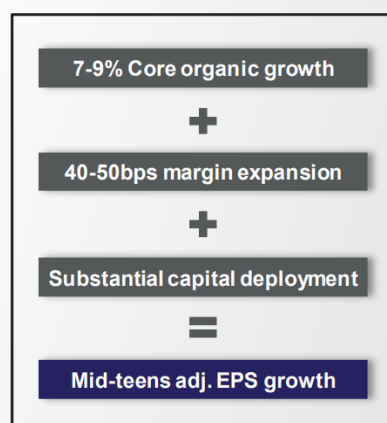 7-9% Core organic growth
+
40-50bps margin expansion
+
Substantial capital deployment
=
Mid-teens adj. EPS growth